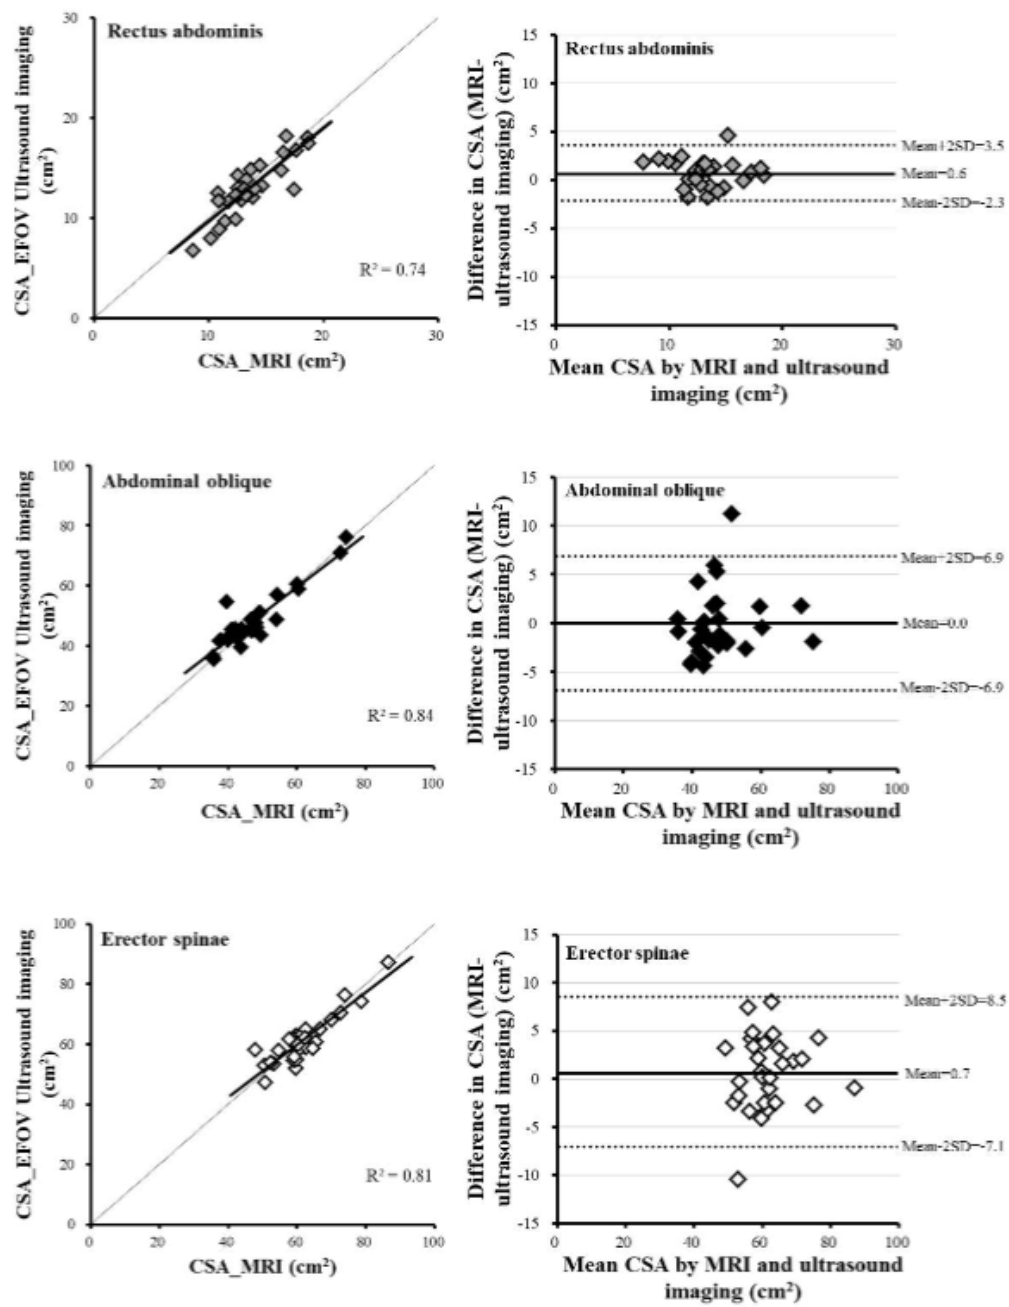 CSA_EFOV Ultrasound imaging
(cm²)
30
20
10
0
Rectus abdominis
R² = 0.74
0 10 20 30
CSA_MRI (cm²)
Difference in CSA (MRI-
ultrasound imaging) (cm²)
15
10
5
0
-5
-10
-15
Rectus abdominis
Mean+2SD=3.5
Mean=0.6
Mean-2SD=-2.3
0 10 20 30
Mean CSA by MRI and ultrasound
imaging (cm²)
CSA_EFOV Ultrasound imaging
(cm²)
100
80
60
40
20
0
Abdominal oblique
R² = 0.84
0 20 40 60 80 100
CSA_MRI (cm²)
Difference in CSA (MRI-
ultrasound imaging) (cm²)
15
10
5
0
-5
-10
-15
Abdominal oblique
Mean+2SD=6.9
Mean=0.0
Mean-2SD=-6.9
0 20 40 60 80 100
Mean CSA by MRI and ultrasound
imaging (cm²)
CSA_EFOV Ultrasound imaging
(cm²)
100
80
60
40
20
0
Erector spinae
R² = 0.81
0 20 40 60 80 100
CSA_MRI (cm²)
Difference in CSA (MRI-
ultrasound imaging) (cm²)
15
10
5
0
-5
-10
-15
Erector spinae
Mean+2SD=8.5
Mean=0.7
Mean-2SD=-7.1
0 20 40 60 80 100
Mean CSA by MRI and ultrasound
imaging (cm²)